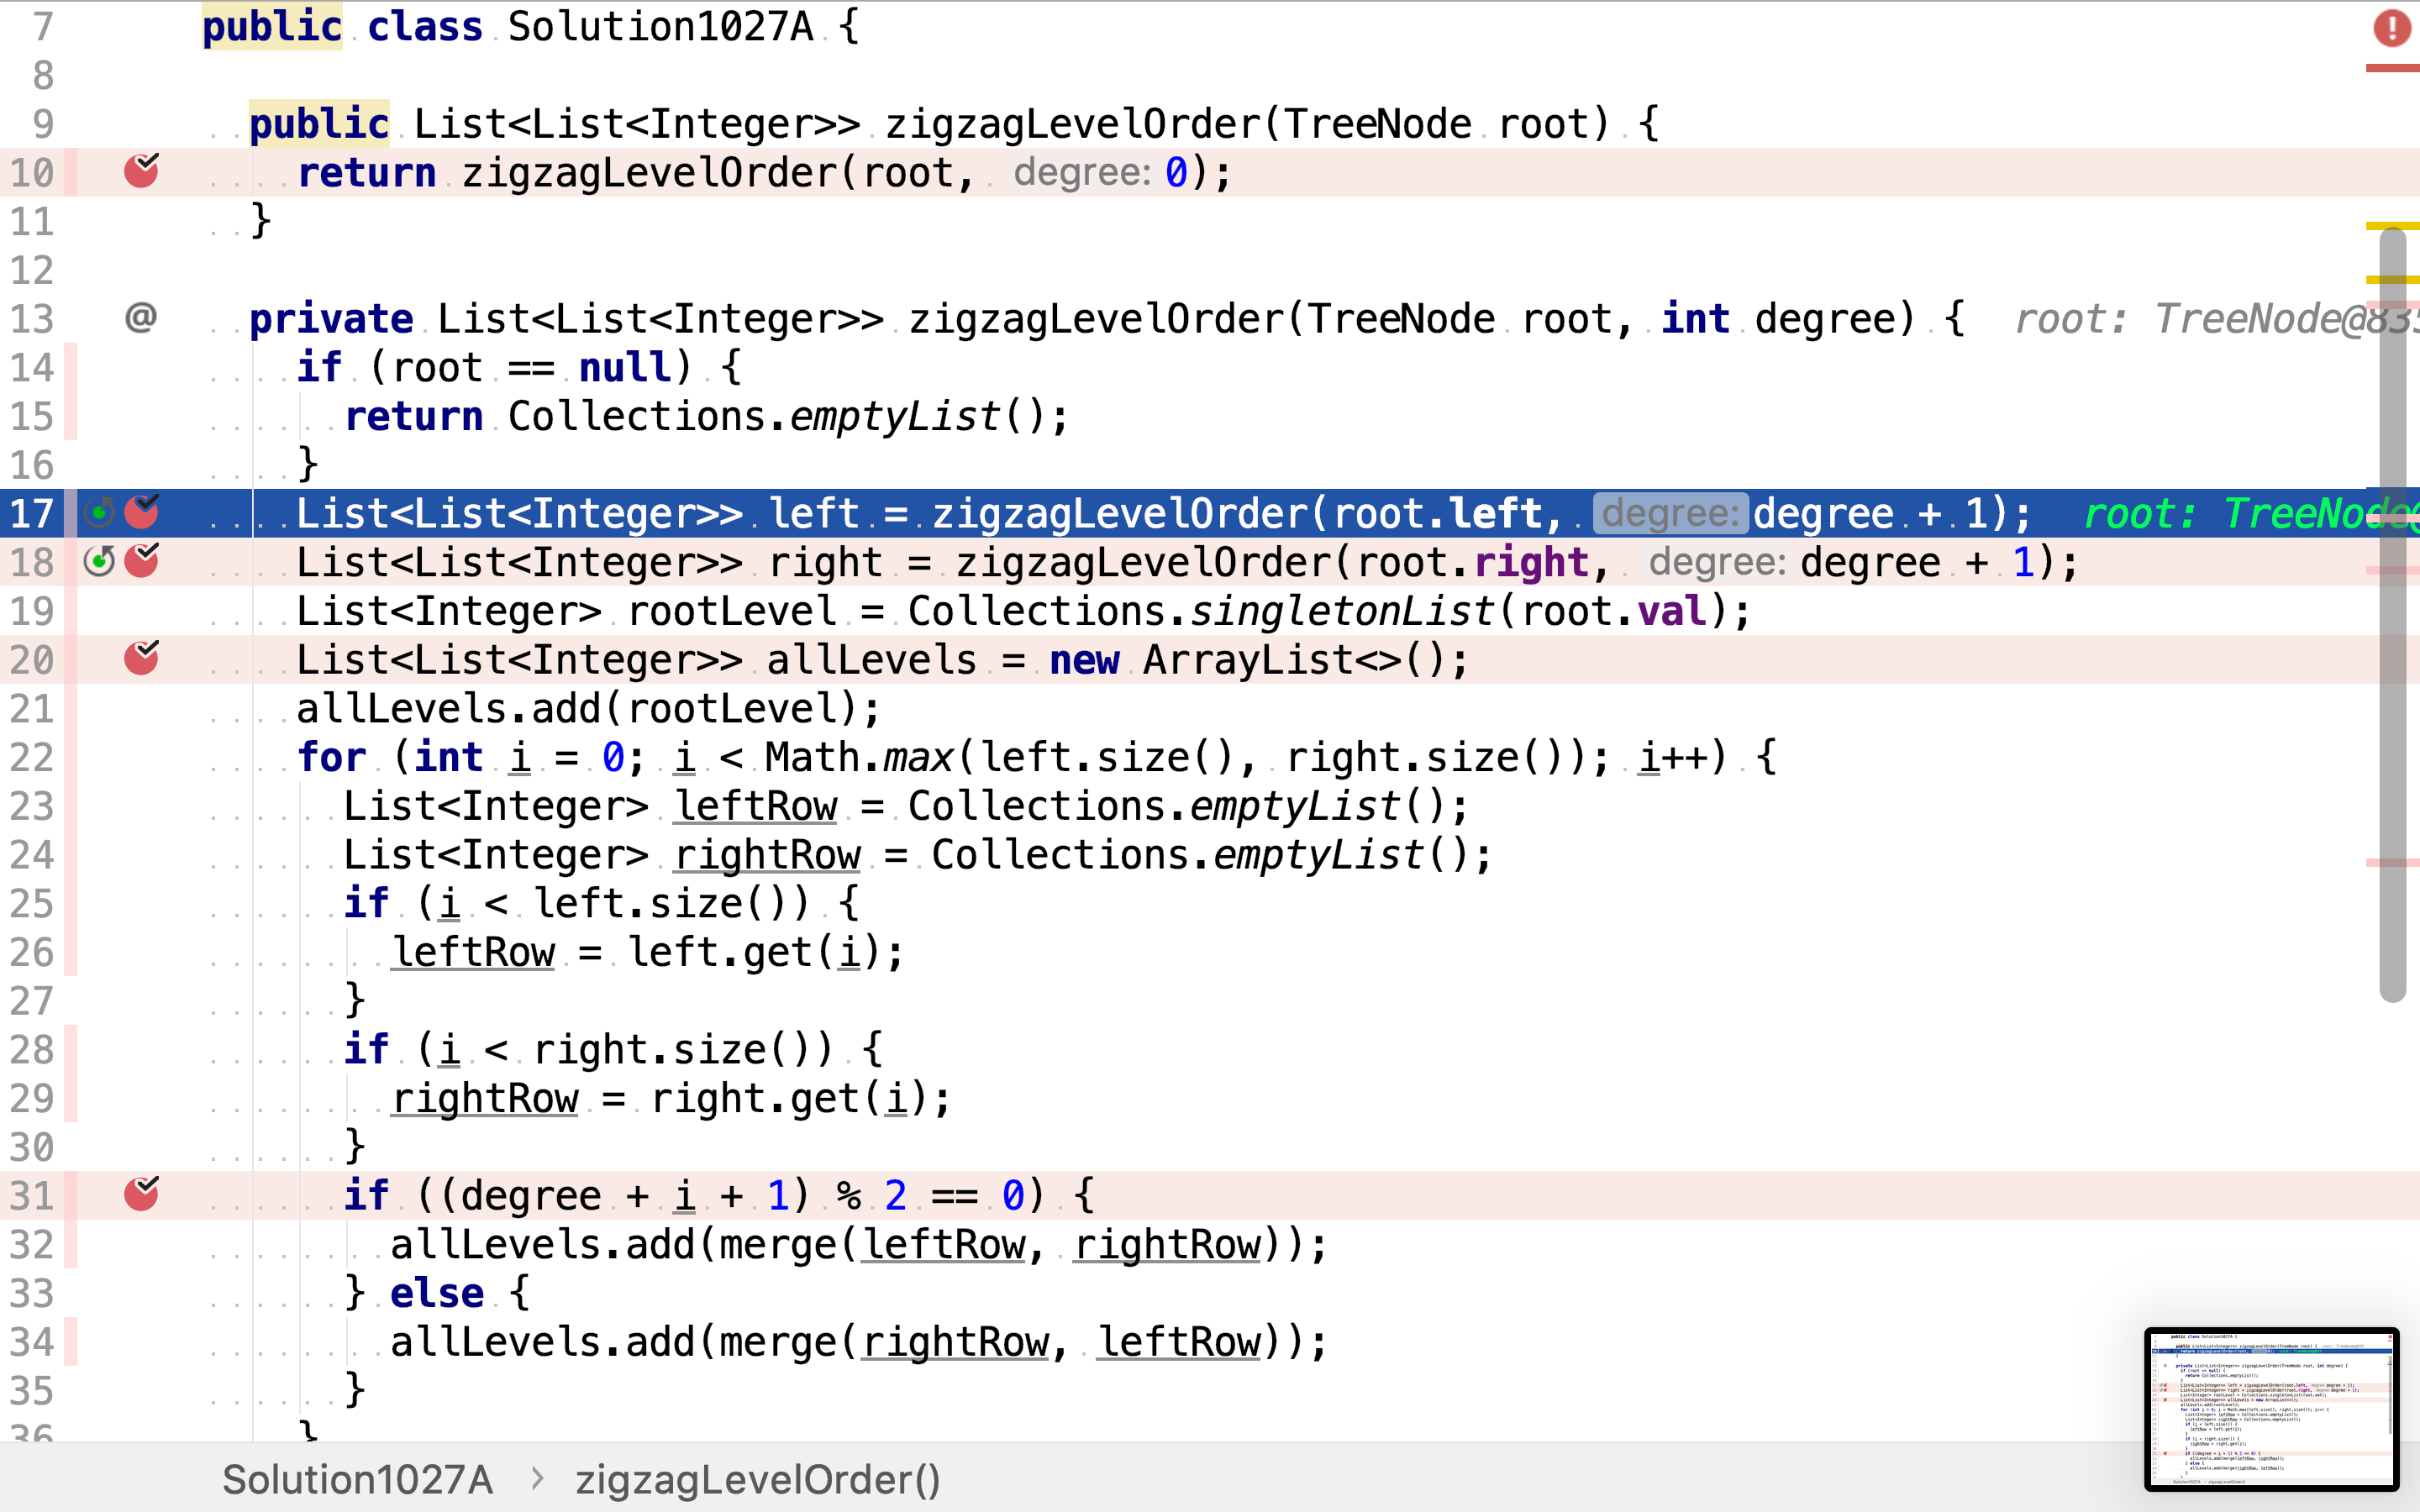 7 public class Solution1027A {
8
9 public List<List<Integer>> zigzagLevelOrder(TreeNode root) {
10 return zigzagLevelOrder(root, degree: 0);
11 }
12
13 @ private List<List<Integer>> zigzagLevelOrder(TreeNode root, int degree) { root: TreeNode@835
14 if (root == null) {
15 return Collections.emptyList();
16 }
17 List<List<Integer>> left = zigzagLevelOrder(root.left, degree: degree + 1); root: TreeNode@
18 List<List<Integer>> right = zigzagLevelOrder(root.right, degree: degree + 1);
19 List<Integer> rootLevel = Collections.singletonList(root.val);
20 List<List<Integer>> allLevels = new ArrayList<>();
21 allLevels.add(rootLevel);
22 for (int i = 0; i < Math.max(left.size(), right.size()); i++) {
23 List<Integer> leftRow = Collections.emptyList();
24 List<Integer> rightRow = Collections.emptyList();
25 if (i < left.size()) {
26 leftRow = left.get(i);
27 }
28 if (i < right.size()) {
29 rightRow = right.get(i);
30 }
31 if ((degree + i + 1) % 2 == 0) {
32 allLevels.add(merge(leftRow, rightRow));
33 } else {
34 allLevels.add(merge(rightRow, leftRow));
35 }
36 }
Solution1027A > zigzagLevelOrder()